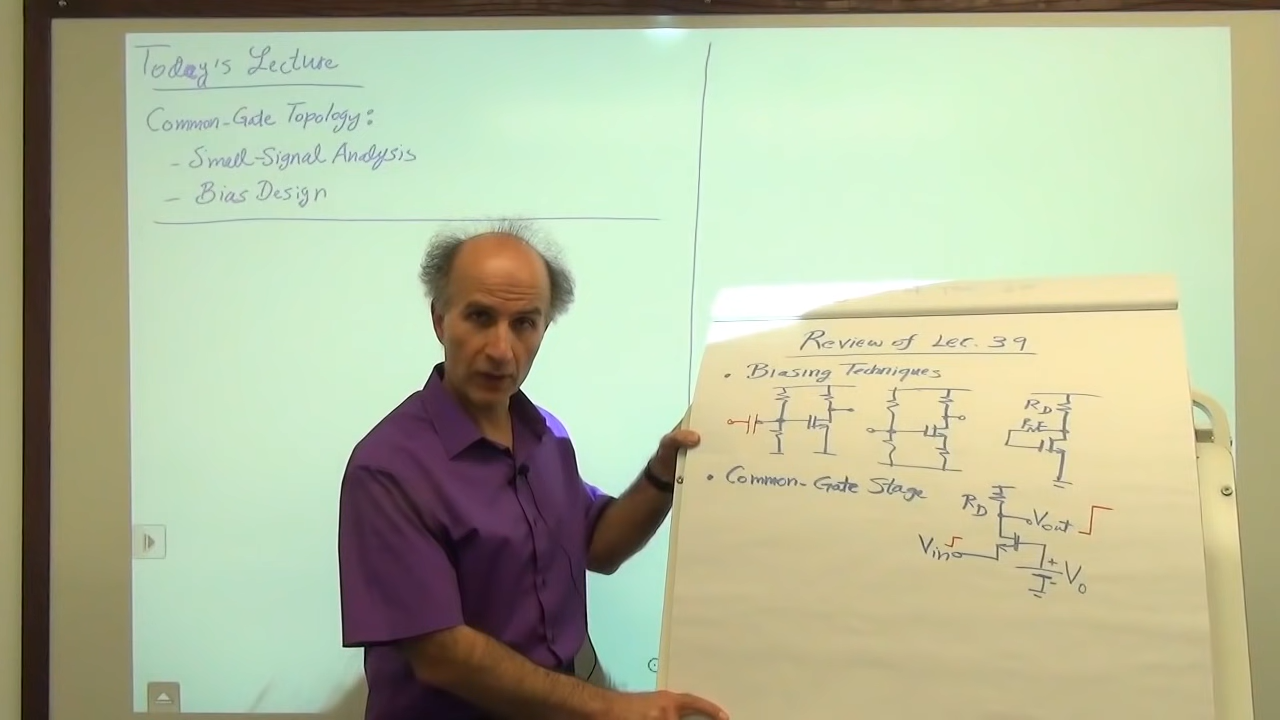 Today's Lecture
Common-Gate Topology:
- Small-Signal Analysis
- Bias Design
Review of Lec. 39
• Biasing Techniques
RD
• Common-Gate Stage
RD
Vout
Vin
+
-
Vo